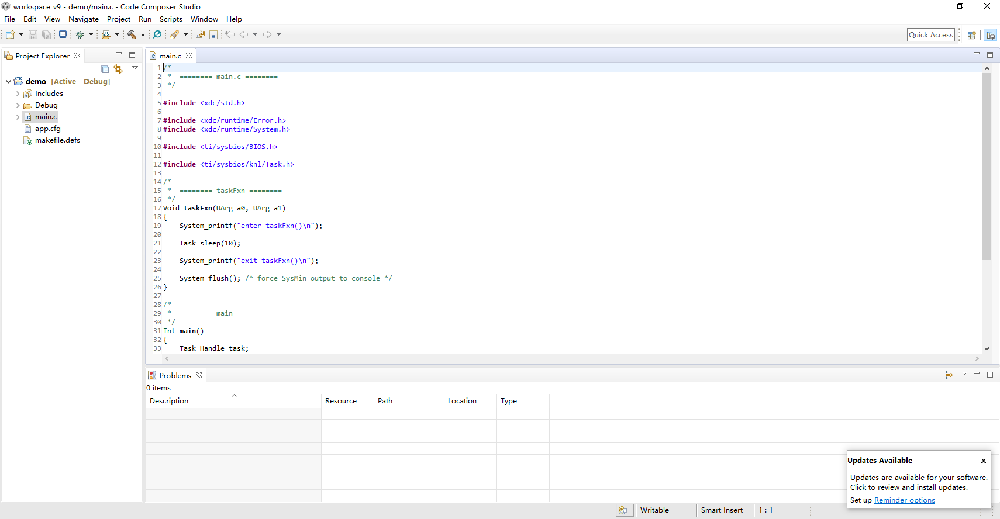 workspace_v9 - demo/main.c - Code Composer Studio
File Edit View Navigate Project Run Scripts Window Help
Quick Access
Project Explorer
demo [Active - Debug]
Includes
Debug
main.c
app.cfg
makefile.defs
main.c
1 /*
2  *  ======== main.c ========
3  */
4
5 #include <xdc/std.h>
6
7 #include <xdc/runtime/Error.h>
8 #include <xdc/runtime/System.h>
9
10 #include <ti/sysbios/BIOS.h>
11
12 #include <ti/sysbios/knl/Task.h>
13
14 /*
15  *  ======== taskFxn ========
16  */
17 Void taskFxn(UArg a0, UArg a1)
18 {
19     System_printf("enter taskFxn()\n");
20
21     Task_sleep(10);
22
23     System_printf("exit taskFxn()\n");
24
25     System_flush(); /* force SysMin output to console */
26 }
27
28 /*
29  *  ======== main ========
30  */
31 Int main()
32 {
33     Task_Handle task;
Problems
0 items
Description Resource Path Location Type
Updates Available x
Updates are available for your software.
Click to review and install updates.
Set up Reminder options
Writable Smart Insert 1 : 1